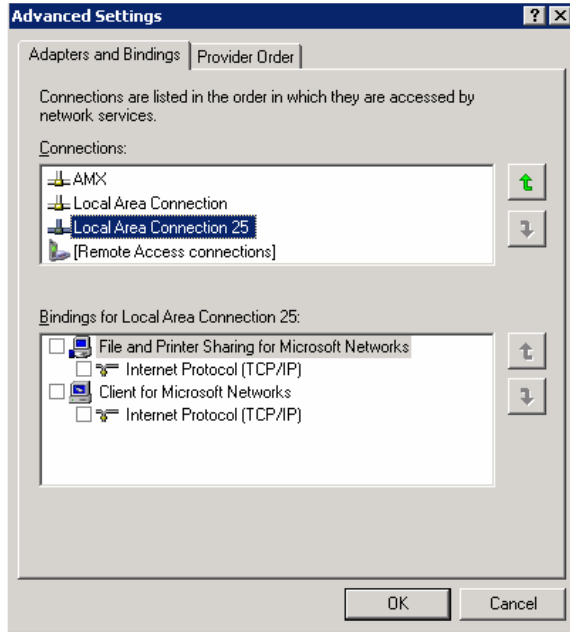 Advanced Settings
Adapters and Bindings
Provider Order
Connections are listed in the order in which they are accessed by
network services.
Connections:
AMX
Local Area Connection
Local Area Connection 25
[Remote Access connections]
Bindings for Local Area Connection 25:
File and Printer Sharing for Microsoft Networks
Internet Protocol (TCP/IP)
Client for Microsoft Networks
Internet Protocol (TCP/IP)
OK
Cancel